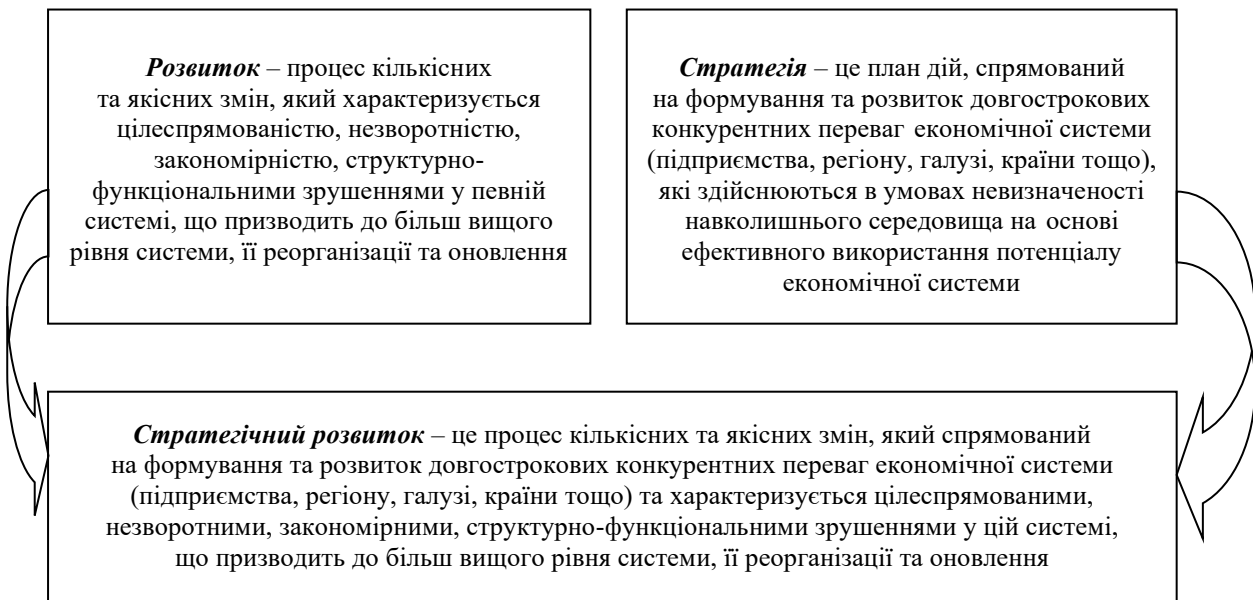 Розвиток – процес кількісних
та якісних змін, який характеризується
цілеспрямованістю, незворотністю,
закономірністю, структурно-
функціональними зрушеннями у певній
системі, що призводить до більш вищого
рівня системи, її реорганізації та оновлення
Стратегія – це план дій, спрямований
на формування та розвиток довгострокових
конкурентних переваг економічної системи
(підприємства, регіону, галузі, країни тощо),
які здійснюються в умовах невизначеності
навколишнього середовища на основі
ефективного використання потенціалу
економічної системи
Стратегічний розвиток – це процес кількісних та якісних змін, який спрямований
на формування та розвиток довгострокових конкурентних переваг економічної системи
(підприємства, регіону, галузі, країни тощо) та характеризується цілеспрямованими,
незворотними, закономірними, структурно-функціональними зрушеннями у цій системі,
що призводить до більш вищого рівня системи, її реорганізації та оновлення